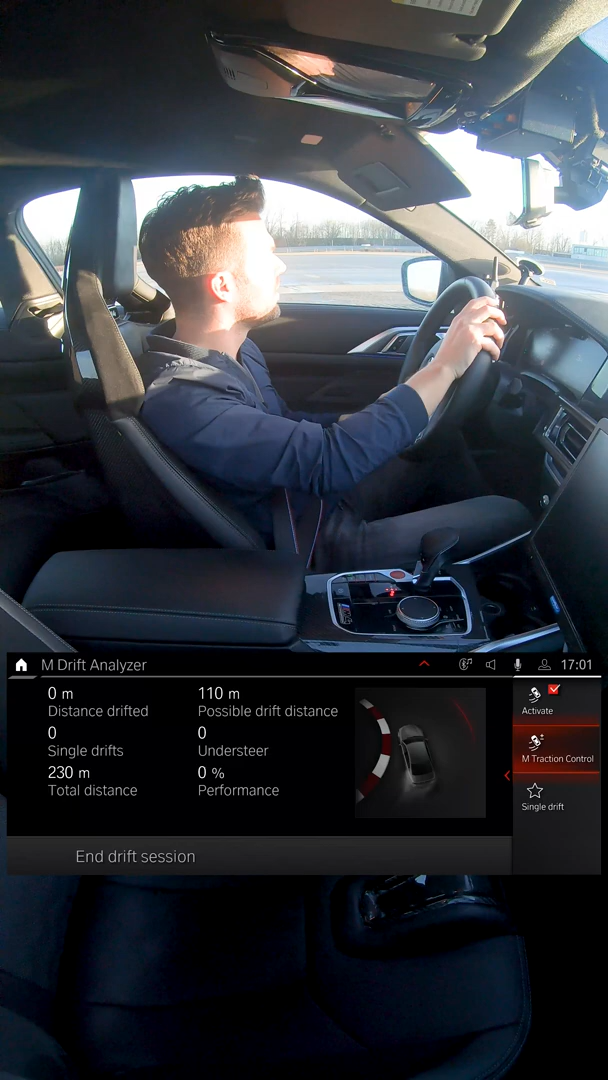 M Drift Analyzer
17:01
0 m
Distance drifted
110 m
Possible drift distance
0
Single drifts
0
Understeer
230 m
Total distance
0 %
Performance
Activate
M Traction Control
Single drift
End drift session